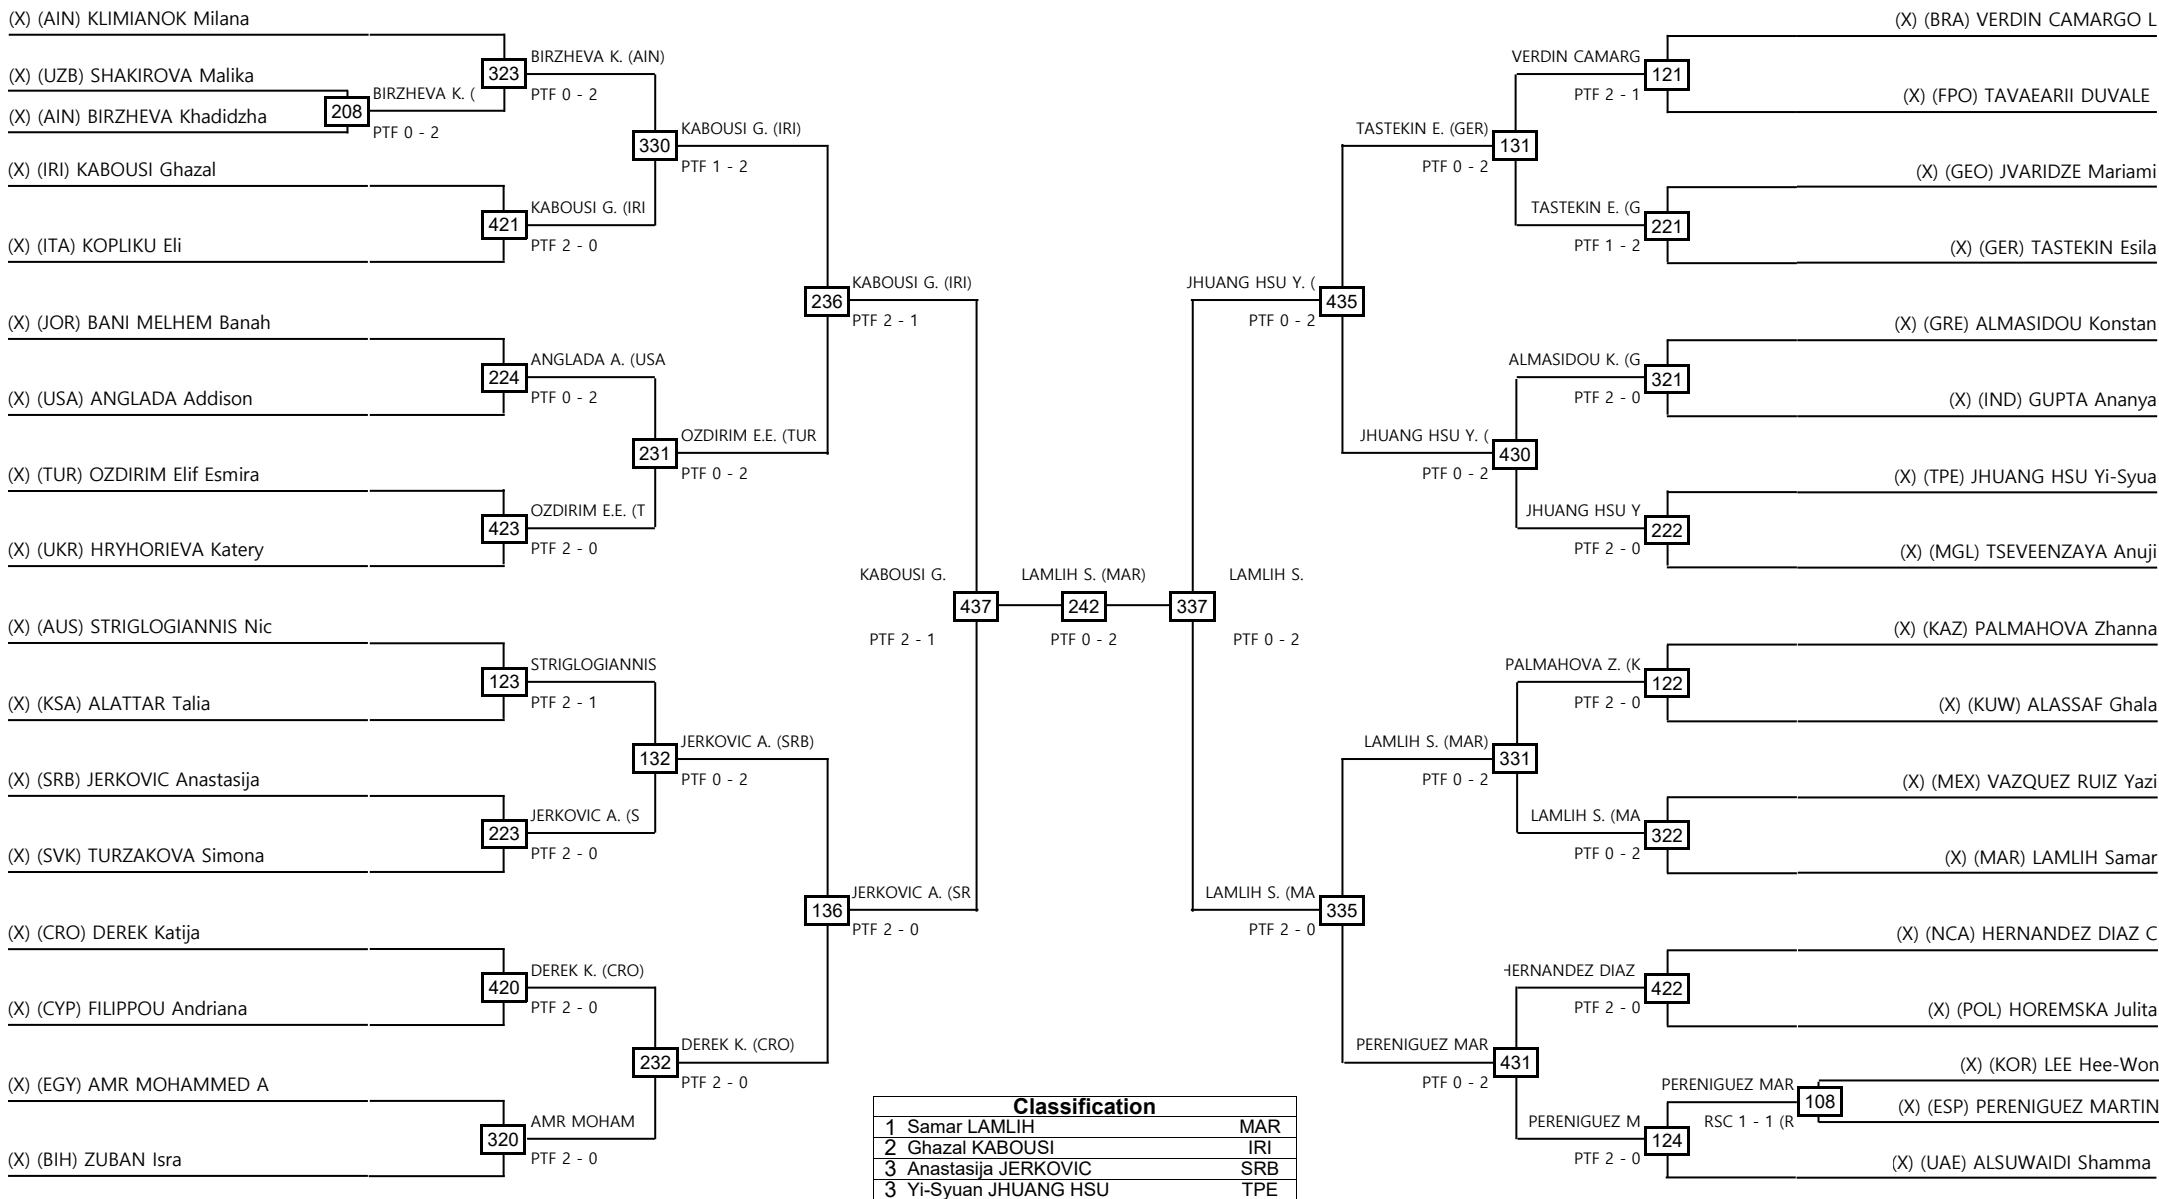 (X) (AIN) KLIMIANOK Milana
323
BIRZHEVA K. (AIN)
PTF 0 - 2
(X) (UZB) SHAKIROVA Malika
208
BIRZHEVA K. (
PTF 0 - 2
(X) (AIN) BIRZHEVA Khadidzha
330
KABOUSI G. (IRI)
PTF 1 - 2
(X) (IRI) KABOUSI Ghazal
421
KABOUSI G. (IRI
PTF 2 - 0
(X) (ITA) KOPLIKU Eli
236
KABOUSI G. (IRI)
PTF 2 - 1
(X) (JOR) BANI MELHEM Banah
224
ANGLADA A. (USA
PTF 0 - 2
(X) (USA) ANGLADA Addison
231
OZDIRIM E.E. (TUR
PTF 0 - 2
(X) (TUR) OZDIRIM Elif Esmira
423
OZDIRIM E.E. (T
PTF 2 - 0
(X) (UKR) HRYHORIEVA Katery
KABOUSI G.
437
PTF 2 - 1
LAMLIH S. (MAR)
242
PTF 0 - 2
LAMLIH S.
337
PTF 0 - 2
(X) (AUS) STRIGLOGIANNIS Nic
123
STRIGLOGIANNIS
PTF 2 - 1
(X) (KSA) ALATTAR Talia
132
JERKOVIC A. (SRB)
PTF 0 - 2
(X) (SRB) JERKOVIC Anastasija
223
JERKOVIC A. (S
PTF 2 - 0
(X) (SVK) TURZAKOVA Simona
136
JERKOVIC A. (SR
PTF 2 - 0
(X) (CRO) DEREK Katija
420
DEREK K. (CRO)
PTF 2 - 0
(X) (CYP) FILIPPOU Andriana
232
DEREK K. (CRO)
PTF 2 - 0
(X) (EGY) AMR MOHAMMED A
320
AMR MOHAM
PTF 2 - 0
(X) (BIH) ZUBAN Isra
(X) (BRA) VERDIN CAMARGO L
VERDIN CAMARG
121
PTF 2 - 1
(X) (FPO) TAVAEARII DUVALE
TASTEKIN E. (GER)
131
PTF 0 - 2
(X) (GEO) JVARIDZE Mariami
TASTEKIN E. (G
221
PTF 1 - 2
(X) (GER) TASTEKIN Esila
JHUANG HSU Y. (
435
PTF 0 - 2
(X) (GRE) ALMASIDOU Konstan
ALMASIDOU K. (G
321
PTF 2 - 0
(X) (IND) GUPTA Ananya
JHUANG HSU Y. (
430
PTF 0 - 2
(X) (TPE) JHUANG HSU Yi-Syua
JHUANG HSU Y
222
PTF 2 - 0
(X) (MGL) TSEVEENZAYA Anuji
(X) (KAZ) PALMAHOVA Zhanna
PALMAHOVA Z. (K
122
PTF 2 - 0
(X) (KUW) ALASSAF Ghala
LAMLIH S. (MAR)
331
PTF 0 - 2
(X) (MEX) VAZQUEZ RUIZ Yazi
LAMLIH S. (MA
322
PTF 0 - 2
(X) (MAR) LAMLIH Samar
LAMLIH S. (MA
335
PTF 2 - 0
(X) (NCA) HERNANDEZ DIAZ C
HERNANDEZ DIAZ
422
PTF 2 - 0
(X) (POL) HOREMSKA Julita
PERENIGUEZ MAR
431
PTF 0 - 2
(X) (KOR) LEE Hee-Won
PERENIGUEZ MAR
108
RSC 1 - 1 (R
(X) (ESP) PERENIGUEZ MARTIN
PERENIGUEZ M
124
PTF 2 - 0
(X) (UAE) ALSUWAIDI Shamma
Classification
1 Samar LAMLIH MAR
2 Ghazal KABOUSI IRI
3 Anastasija JERKOVIC SRB
3 Yi-Syuan JHUANG HSU TPE